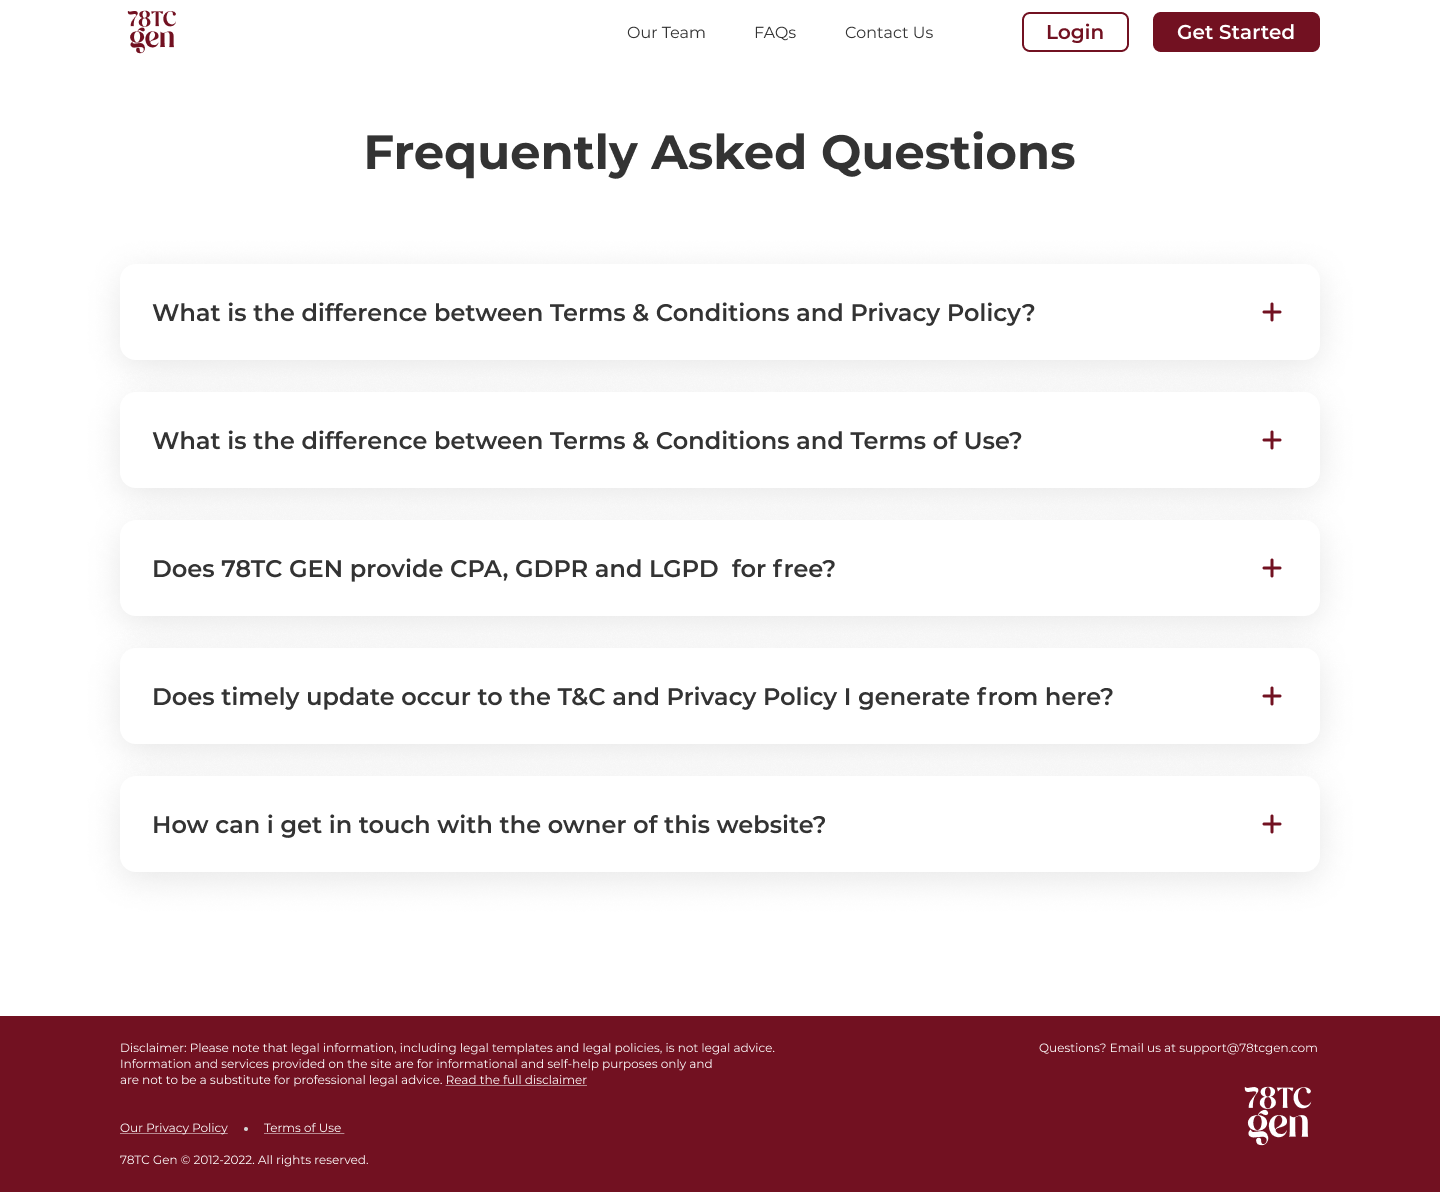 78TC
gen
Our Team
FAQs
Contact Us
Login
Get Started
Frequently Asked Questions
What is the difference between Terms & Conditions and Privacy Policy?
What is the difference between Terms & Conditions and Terms of Use?
Does 78TC GEN provide CPA, GDPR and LGPD  for free?
Does timely update occur to the T&C and Privacy Policy I generate from here?
How can i get in touch with the owner of this website?
Disclaimer: Please note that legal information, including legal templates and legal policies, is not legal advice.
Information and services provided on the site are for informational and self-help purposes only and
are not to be a substitute for professional legal advice. Read the full disclaimer
Questions? Email us at support@78tcgen.com
78TC
gen
Our Privacy Policy • Terms of Use
78TC Gen © 2012-2022. All rights reserved.